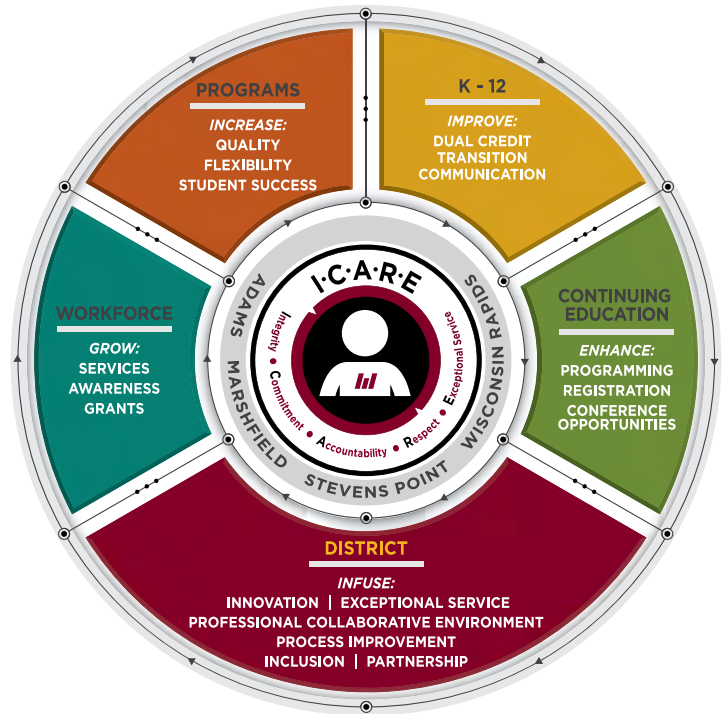 PROGRAMS
INCREASE:
QUALITY
FLEXIBILITY
STUDENT SUCCESS
K - 12
IMPROVE:
DUAL CREDIT
TRANSITION
COMMUNICATION
WORKFORCE
GROW:
SERVICES
AWARENESS
GRANTS
CONTINUING
EDUCATION
ENHANCE:
PROGRAMMING
REGISTRATION
CONFERENCE
OPPORTUNITIES
I·C·A·R·E
Integrity • Commitment • Accountability • Respect • Exceptional Service
ADAMS
MARSHFIELD
STEVENS POINT
WISCONSIN RAPIDS
DISTRICT
INFUSE:
INNOVATION | EXCEPTIONAL SERVICE
PROFESSIONAL COLLABORATIVE ENVIRONMENT
PROCESS IMPROVEMENT
INCLUSION | PARTNERSHIP